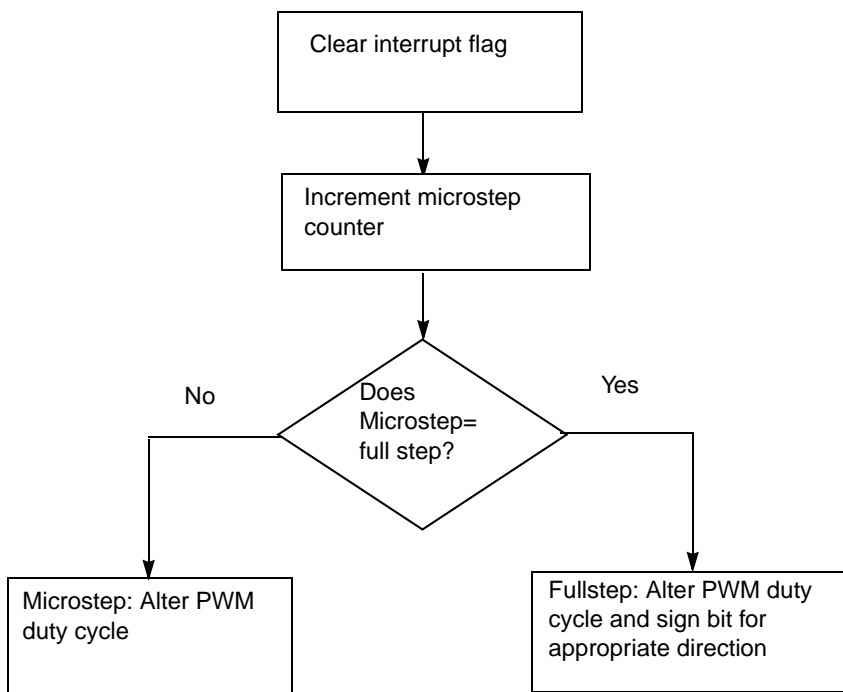 Clear interrupt flag
Increment microstep
counter
Does
Microstep=
full step?
No
Yes
Microstep: Alter PWM
duty cycle
Fullstep: Alter PWM duty
cycle and sign bit for
appropriate direction